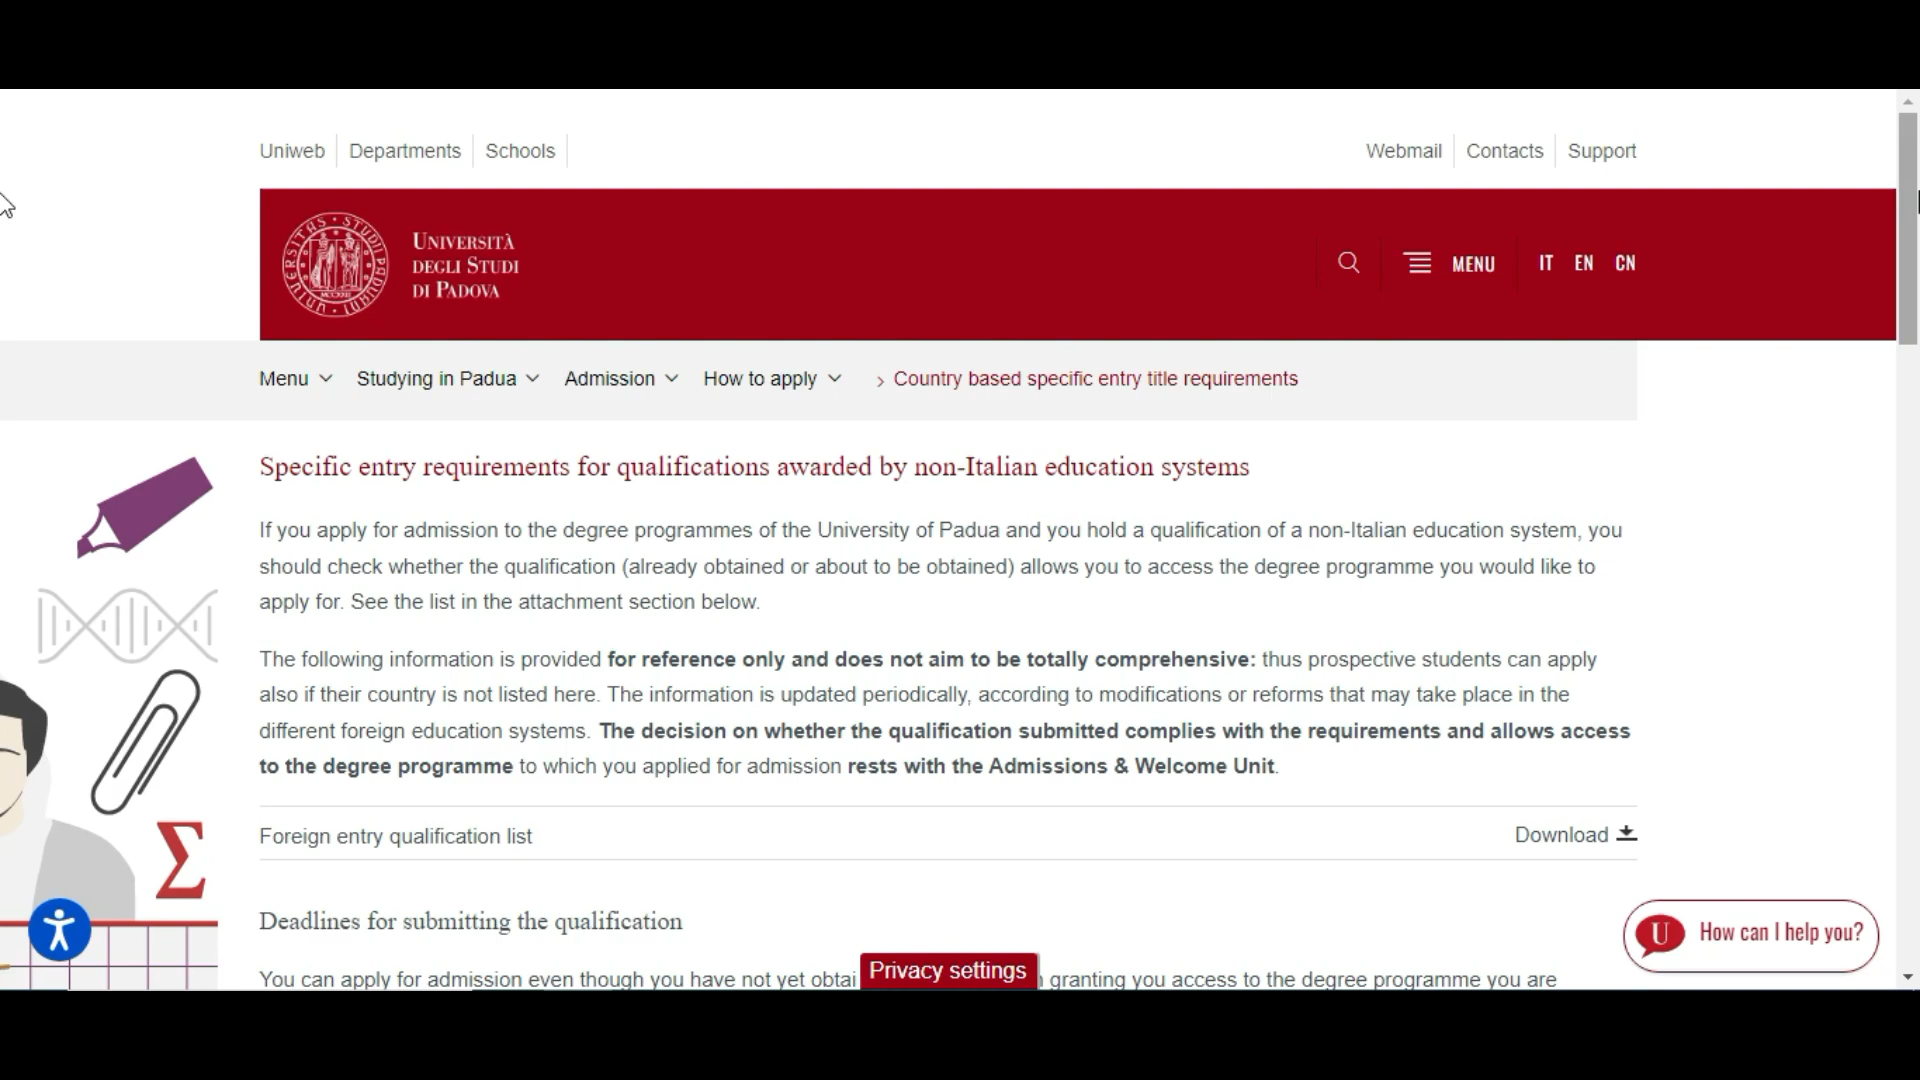 Uniweb Departments Schools
Webmail Contacts Support
UNIVERSITAS STUDII PADUANI
MCCXXII
UNIVERSITÀ
DEGLI STUDI
DI PADOVA
MENU IT EN CN
Menu Studying in Padua Admission How to apply › Country based specific entry title requirements
Specific entry requirements for qualifications awarded by non-Italian education systems
If you apply for admission to the degree programmes of the University of Padua and you hold a qualification of a non-Italian education system, you
should check whether the qualification (already obtained or about to be obtained) allows you to access the degree programme you would like to
apply for. See the list in the attachment section below.
The following information is provided for reference only and does not aim to be totally comprehensive: thus prospective students can apply
also if their country is not listed here. The information is updated periodically, according to modifications or reforms that may take place in the
different foreign education systems. The decision on whether the qualification submitted complies with the requirements and allows access
to the degree programme to which you applied for admission rests with the Admissions & Welcome Unit.
Foreign entry qualification list Download
Σ
Deadlines for submitting the qualification
U How can I help you?
You can apply for admission even though you have not yet obtai
Privacy settings
granting you access to the degree programme you are